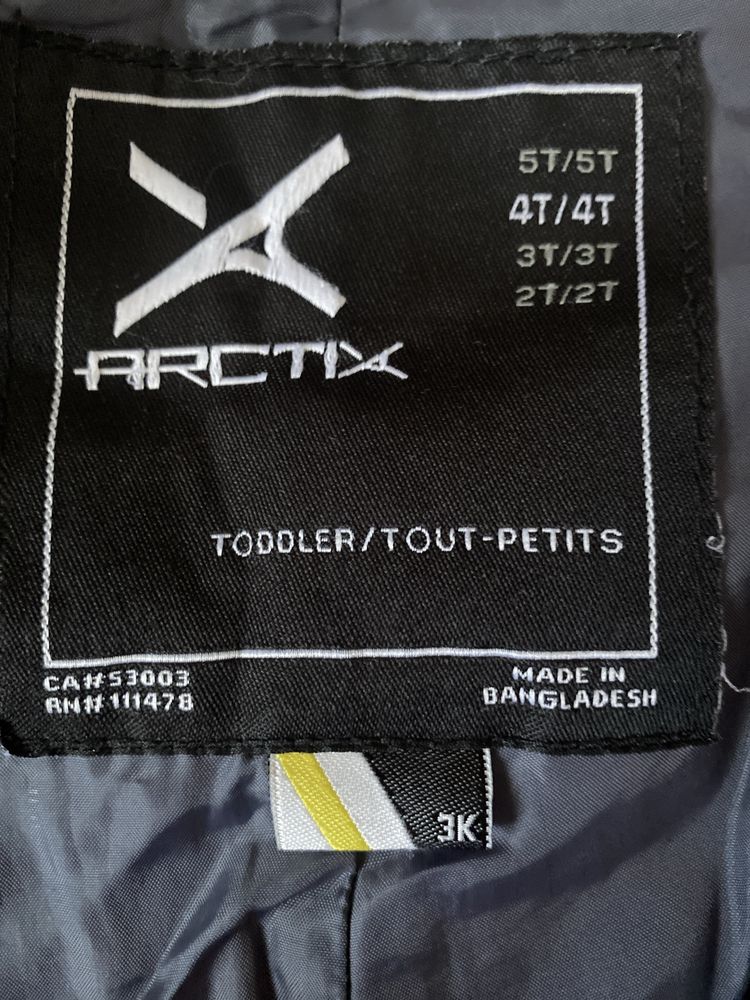 5T/5T
4T/4T
3T/3T
2T/2T
ARCTIX
TODDLER/TOUT-PETITS
CA# 53003
RN# 111478
MADE IN
BANGLADESH
3K